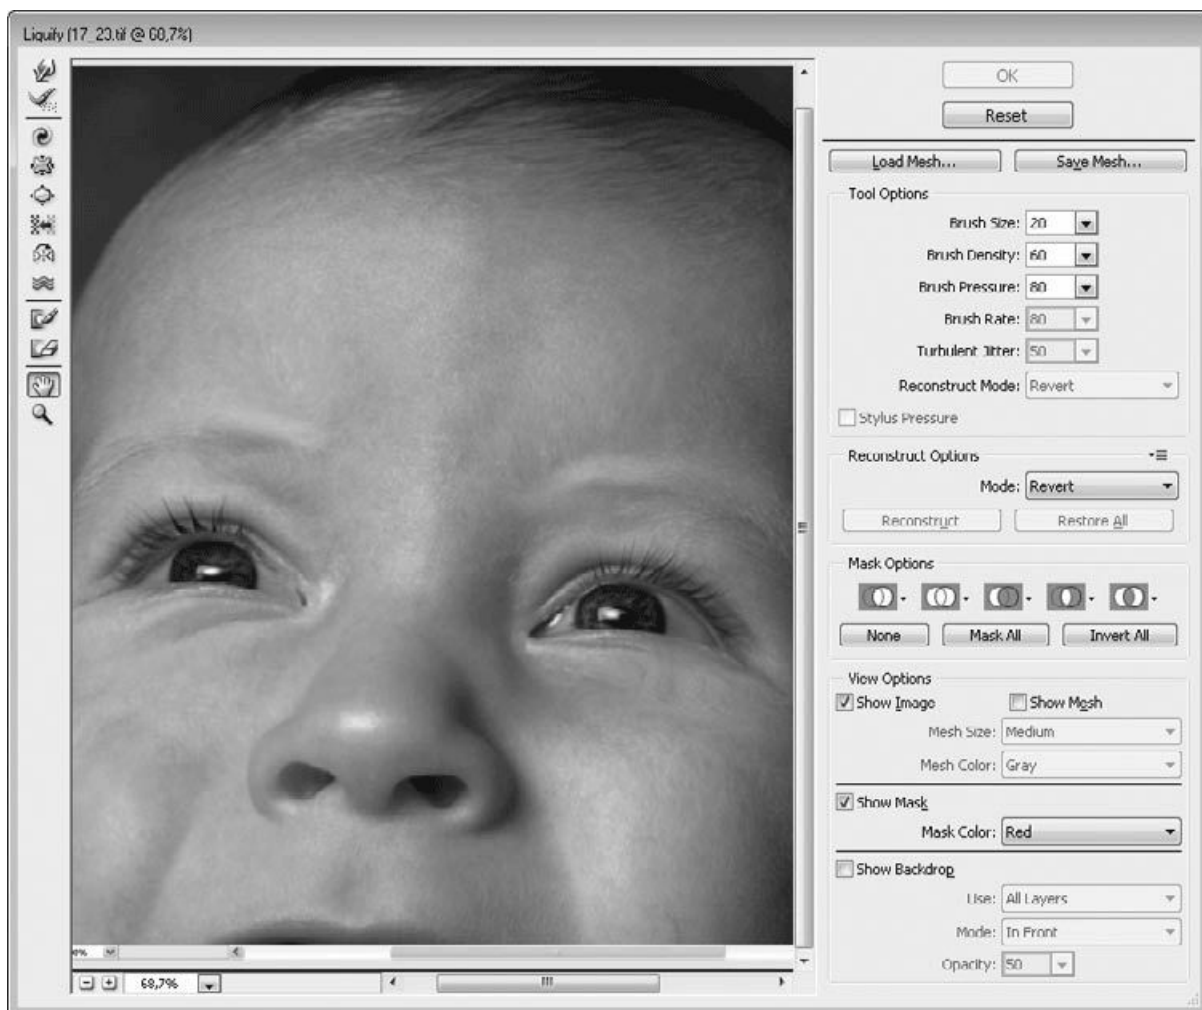 Liquify (17_23.tif @ 68,7%)
OK
Reset
Load Mesh...
Save Mesh...
Tool Options
Brush Size: 20
Brush Density: 60
Brush Pressure: 80
Brush Rate: 80
Turbulent Jitter: 50
Reconstruct Mode: Revert
Stylus Pressure
Reconstruct Options
Mode: Revert
Reconstruct
Restore All
Mask Options
None
Mask All
Invert All
View Options
Show Image
Show Mesh
Mesh Size: Medium
Mesh Color: Gray
Show Mask
Mask Color: Red
Show Backdrop
Use: All Layers
Mode: In Front
Opacity: 50
68,7%